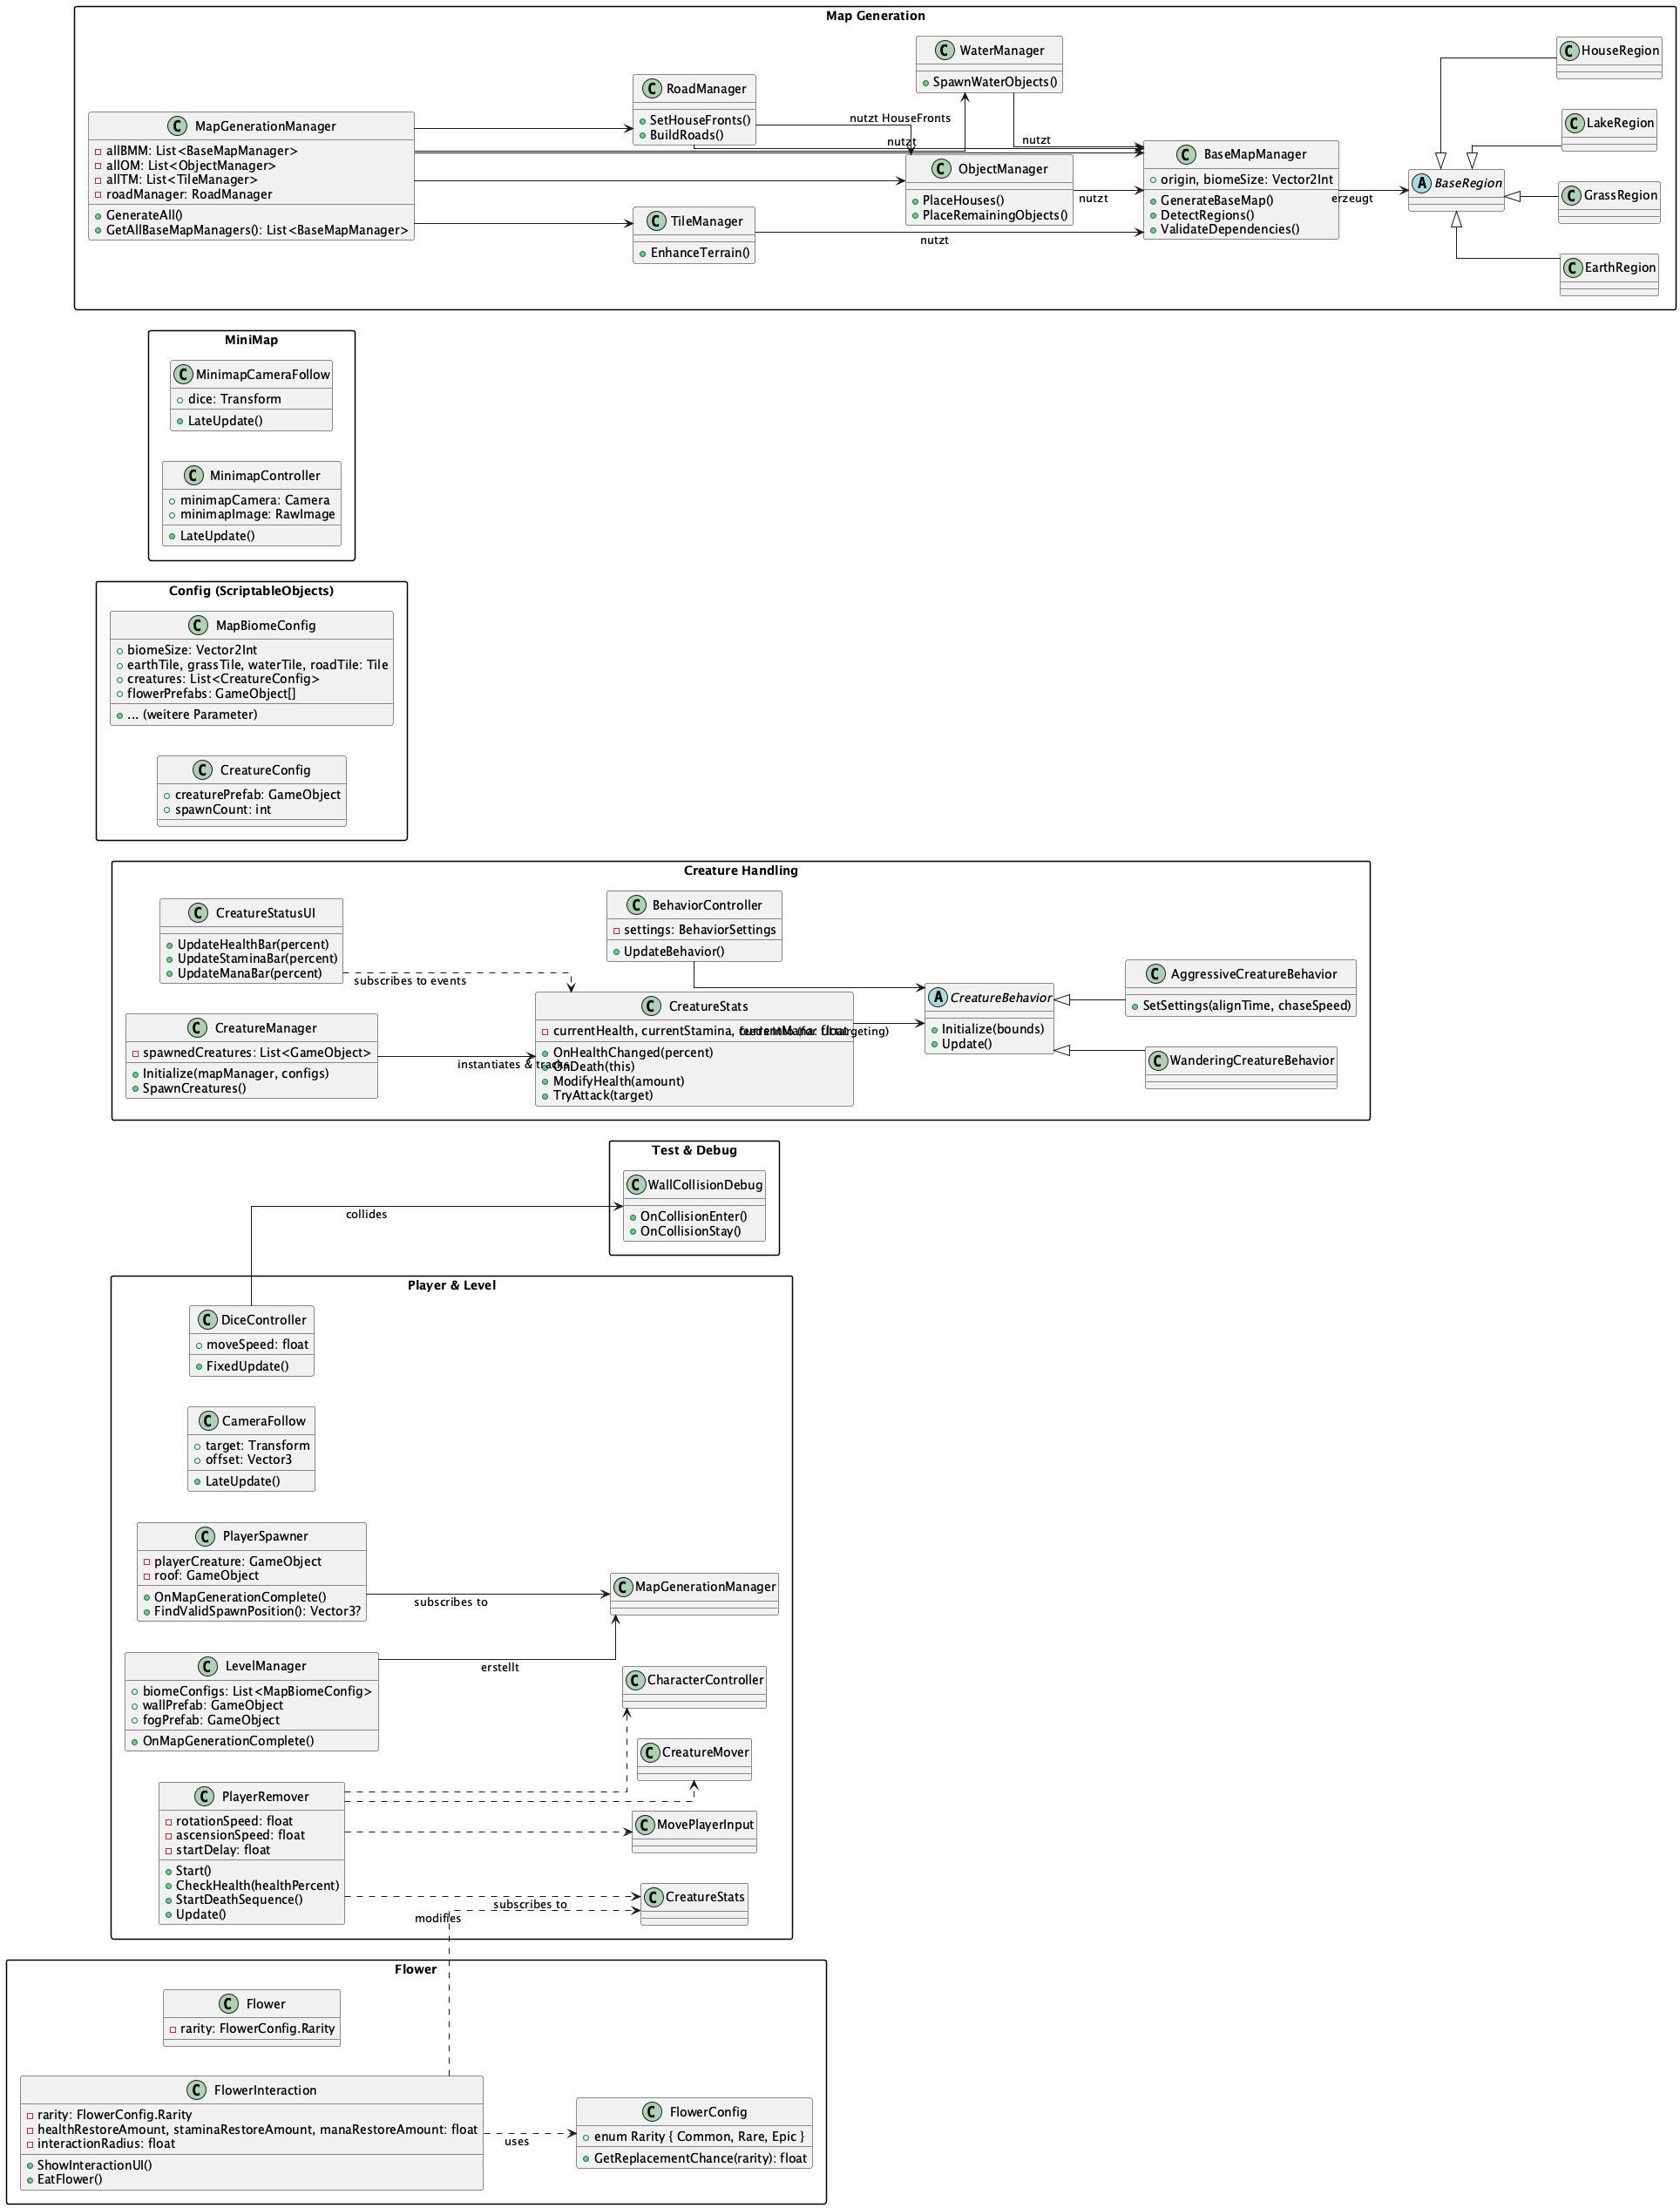 Map Generation
MapGenerationManager
allBMM: List<BaseMapManager>
allOM: List<ObjectManager>
allTM: List<TileManager>
roadManager: RoadManager
GenerateAll()
GetAllBaseMapManagers(): List<BaseMapManager>
RoadManager
SetHouseFronts()
BuildRoads()
TileManager
EnhanceTerrain()
WaterManager
SpawnWaterObjects()
nutzt HouseFronts
nutzt
nutzt
ObjectManager
PlaceHouses()
PlaceRemainingObjects()
nutzt
nutzt
BaseMapManager
origin, biomeSize: Vector2Int
GenerateBaseMap()
DetectRegions()
ValidateDependencies()
erzeugt
BaseRegion
HouseRegion
LakeRegion
GrassRegion
EarthRegion
MiniMap
MinimapCameraFollow
dice: Transform
LateUpdate()
MinimapController
minimapCamera: Camera
minimapImage: RawImage
LateUpdate()
Config (ScriptableObjects)
MapBiomeConfig
biomeSize: Vector2Int
earthTile, grassTile, waterTile, roadTile: Tile
creatures: List<CreatureConfig>
flowerPrefabs: GameObject[]
... (weitere Parameter)
CreatureConfig
creaturePrefab: GameObject
spawnCount: int
Creature Handling
CreatureStatusUI
UpdateHealthBar(percent)
UpdateStaminaBar(percent)
UpdateManaBar(percent)
subscribes to events
CreatureManager
spawnedCreatures: List<GameObject>
Initialize(mapManager, configs)
SpawnCreatures()
instantiates & tracks
BehaviorController
settings: BehaviorSettings
UpdateBehavior()
CreatureStats
currentHealth, currentStamina, currentMana: float
OnHealthChanged(percent)
OnDeath(this)
ModifyHealth(amount)
TryAttack(target)
CreatureBehavior
Initialize(bounds)
Update()
AggressiveCreatureBehavior
SetSettings(alignTime, chaseSpeed)
WanderingCreatureBehavior
Test & Debug
WallCollisionDebug
OnCollisionEnter()
OnCollisionStay()
collides
Player & Level
DiceController
moveSpeed: float
FixedUpdate()
CameraFollow
target: Transform
offset: Vector3
LateUpdate()
PlayerSpawner
playerCreature: GameObject
roof: GameObject
OnMapGenerationComplete()
FindValidSpawnPosition(): Vector3?
subscribes to
MapGenerationManager
LevelManager
biomeConfigs: List<MapBiomeConfig>
wallPrefab: GameObject
fogPrefab: GameObject
OnMapGenerationComplete()
erstellt
CharacterController
CreatureMover
PlayerRemover
rotationSpeed: float
ascensionSpeed: float
startDelay: float
Start()
CheckHealth(healthPercent)
StartDeathSequence()
Update()
MovePlayerInput
CreatureStats
subscribes to
modifies
Flower
Flower
rarity: FlowerConfig.Rarity
FlowerInteraction
rarity: FlowerConfig.Rarity
healthRestoreAmount, staminaRestoreAmount, manaRestoreAmount: float
interactionRadius: float
ShowInteractionUI()
EatFlower()
uses
FlowerConfig
enum Rarity { Common, Rare, Epic }
GetReplacementChance(rarity): float